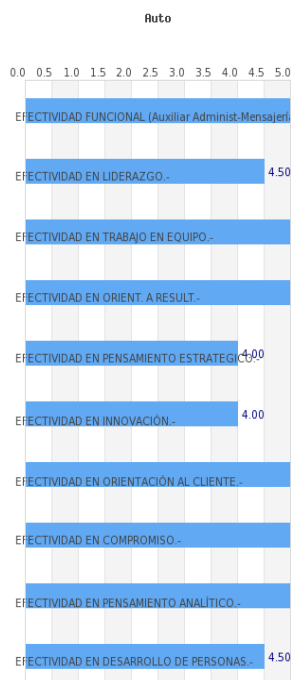 Auto
0.0 0.5 1.0 1.5 2.0 2.5 3.0 3.5 4.0 4.5 5.0
EFECTIVIDAD FUNCIONAL (Auxiliar Administ-Mensajería
EFECTIVIDAD EN LIDERAZGO.- 4.50
EFECTIVIDAD EN TRABAJO EN EQUIPO.-
EFECTIVIDAD EN ORIENT. A RESULT.-
EFECTIVIDAD EN PENSAMIENTO ESTRATEGICO.- 4.00
EFECTIVIDAD EN INNOVACIÓN.- 4.00
EFECTIVIDAD EN ORIENTACIÓN AL CLIENTE.-
EFECTIVIDAD EN COMPROMISO.-
EFECTIVIDAD EN PENSAMIENTO ANALÍTICO.-
EFECTIVIDAD EN DESARROLLO DE PERSONAS.- 4.50